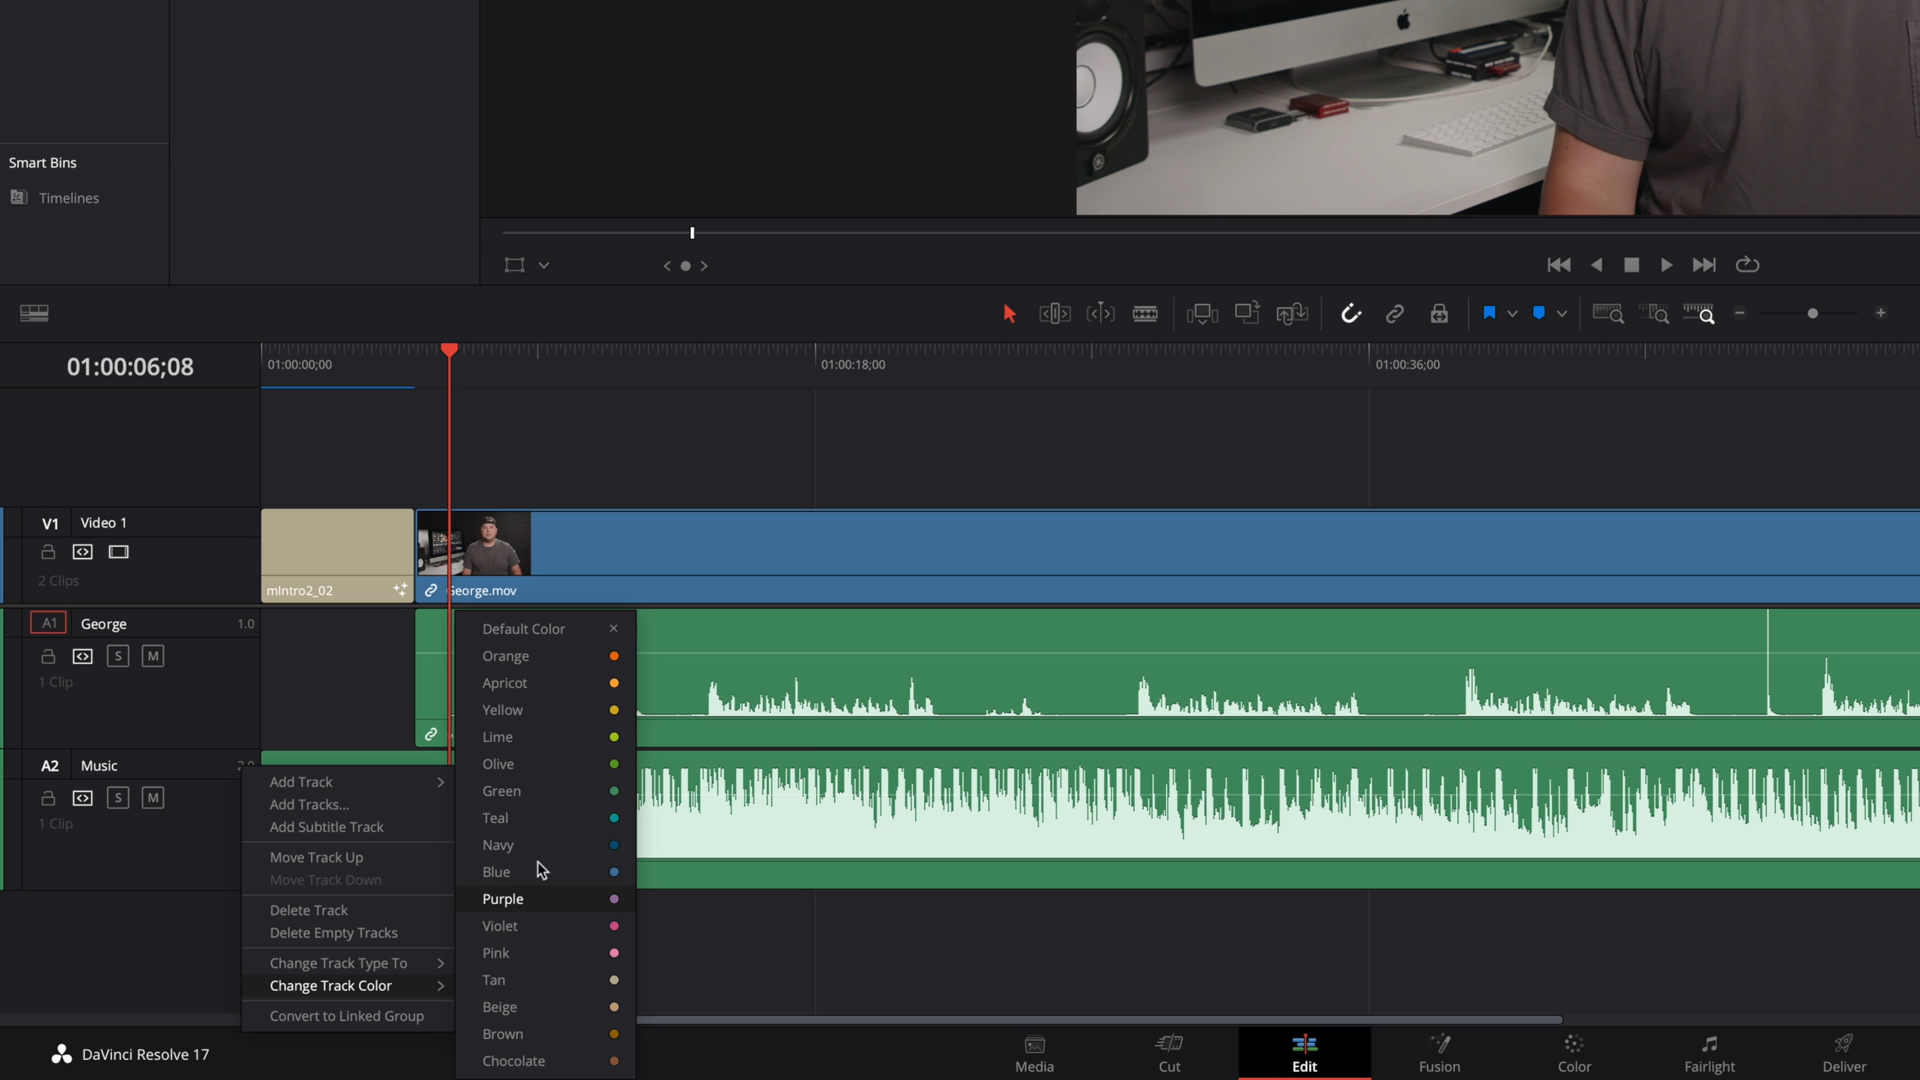 Smart Bins
Timelines
01:00:06;08
01:00:00;00
01:00:18;00
01:00:36;00
V1 Video 1
2 Clips
mIntro2_02
George.mov
A1 George 1.0
S M
1 Clip
A2 Music
S M
1 Clip
Add Track
Add Tracks...
Add Subtitle Track
Move Track Up
Move Track Down
Delete Track
Delete Empty Tracks
Change Track Type To
Change Track Color
Convert to Linked Group
Default Color
Orange
Apricot
Yellow
Lime
Olive
Green
Teal
Navy
Blue
Purple
Violet
Pink
Tan
Beige
Brown
Chocolate
DaVinci Resolve 17
Media
Cut
Edit
Fusion
Color
Fairlight
Deliver